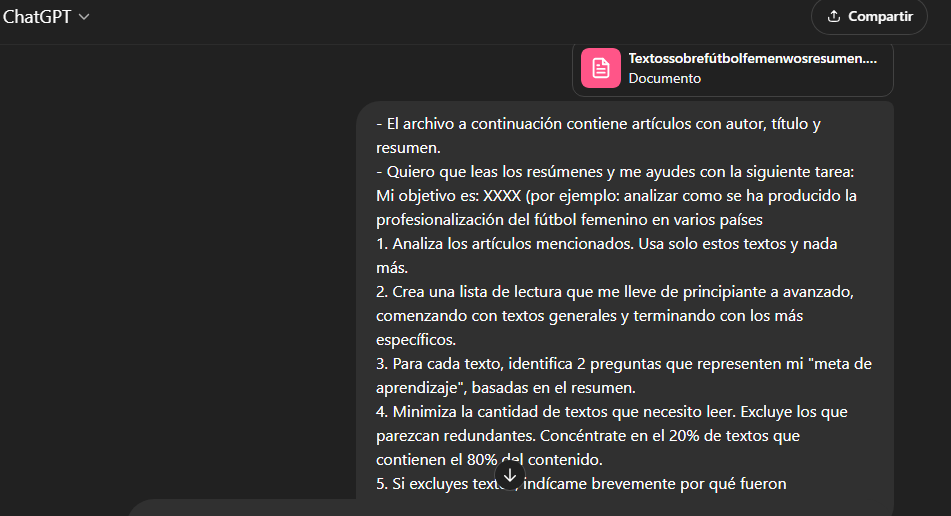 ChatGPT
Compartir
Textossobrefútbolfemenwosresumen....
Documento
- El archivo a continuación contiene artículos con autor, título y
resumen.
- Quiero que leas los resúmenes y me ayudes con la siguiente tarea:
Mi objetivo es: XXXX (por ejemplo: analizar como se ha producido la
profesionalización del fútbol femenino en varios países
1. Analiza los artículos mencionados. Usa solo estos textos y nada
más.
2. Crea una lista de lectura que me lleve de principiante a avanzado,
comenzando con textos generales y terminando con los más
específicos.
3. Para cada texto, identifica 2 preguntas que representen mi "meta de
aprendizaje", basadas en el resumen.
4. Minimiza la cantidad de textos que necesito leer. Excluye los que
parezcan redundantes. Concéntrate en el 20% de textos que
contienen el 80% del contenido.
5. Si excluyes indícame brevemente por qué fueron